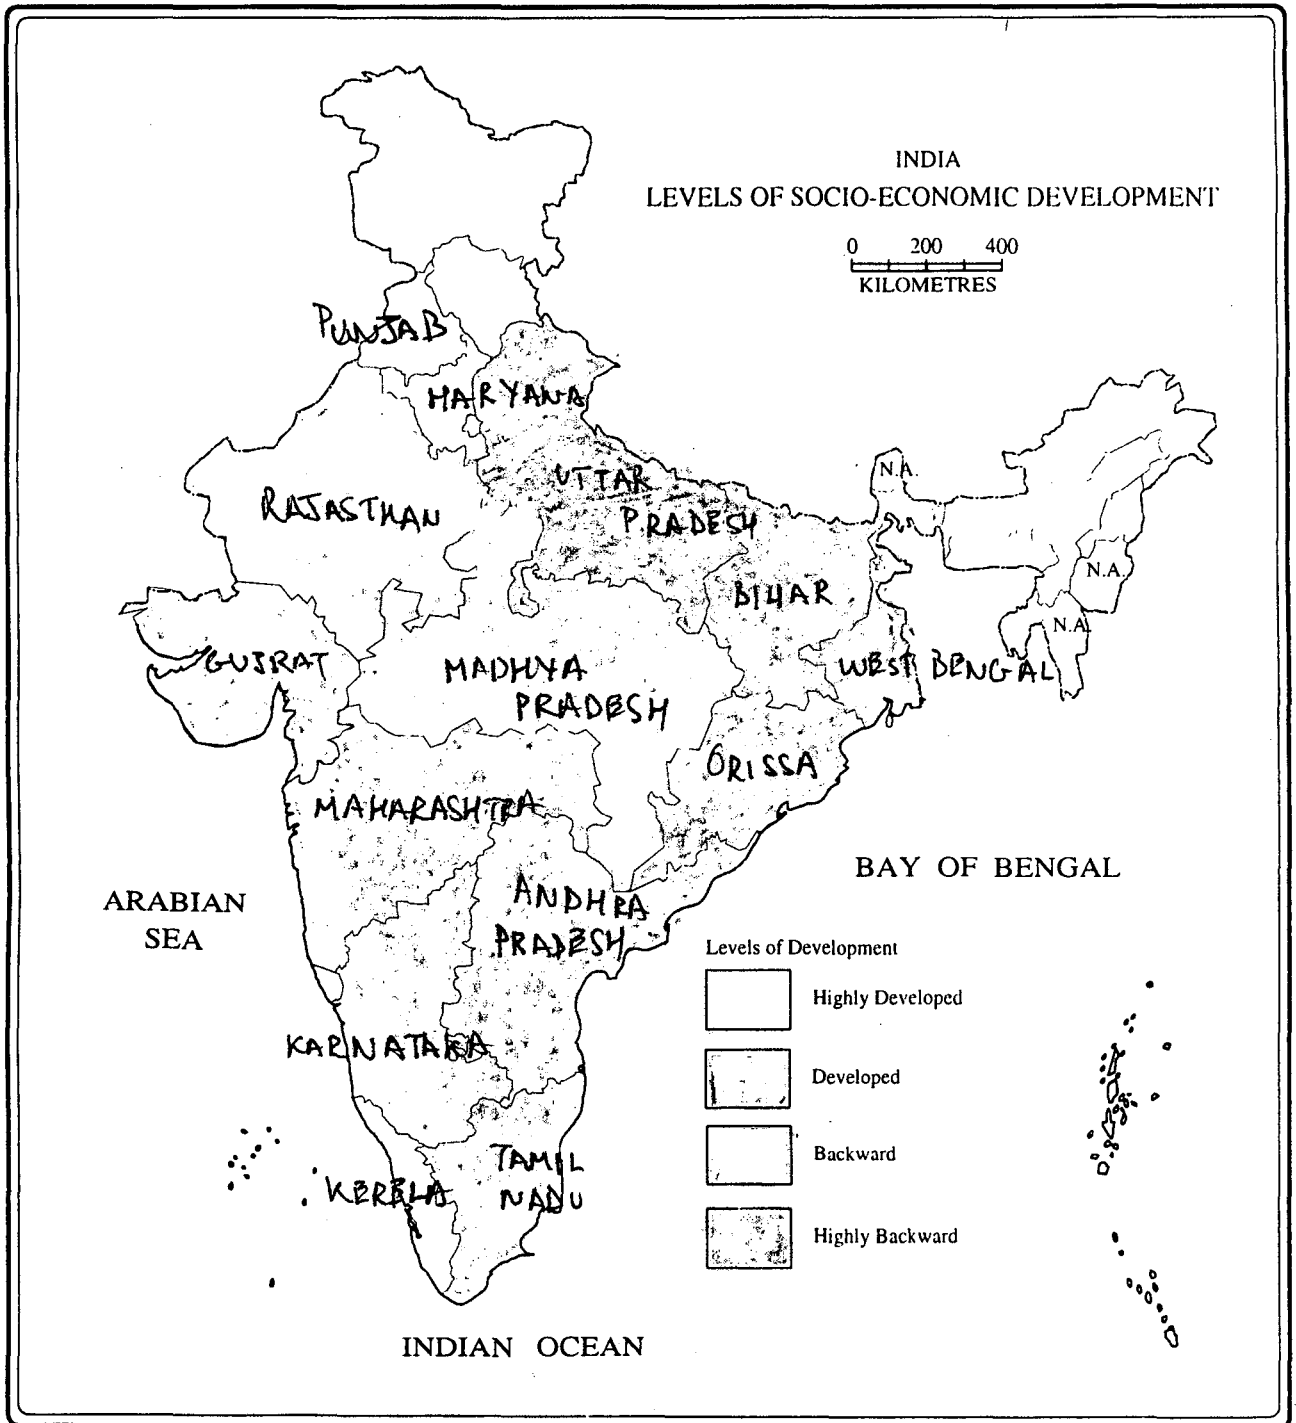 INDIA
LEVELS OF SOCIO-ECONOMIC DEVELOPMENT
0 200 400
KILOMETRES
PUNJAB
HARYANA
UTTAR
PRADESH
RAJASTHAN
N.A.
N.A.
N.A.
BIHAR
GUJRAT
MADHYA
PRADESH
WEST BENGAL
ORISSA
MAHARASHTRA
ANDHRA
PRADESH
BAY OF BENGAL
ARABIAN
SEA
KARNATAKA
TAMIL
NADU
KERELA
Levels of Development
Highly Developed
Developed
Backward
Highly Backward
INDIAN OCEAN